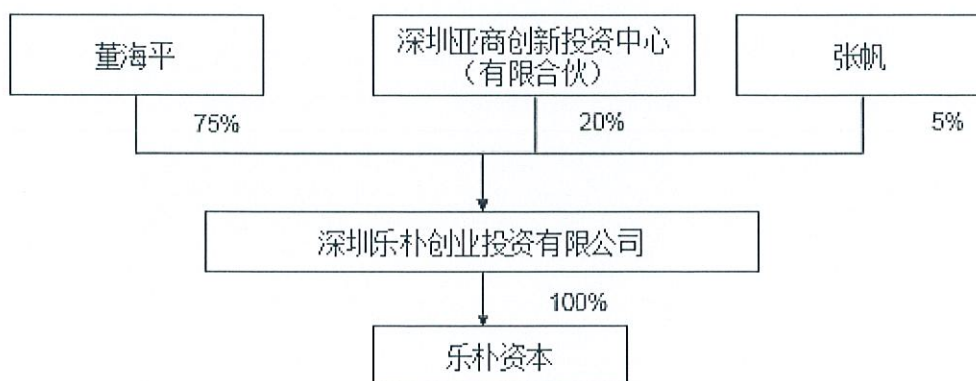 董海平
深圳亚商创新投资中心
（有限合伙）
张帆
75%
20%
5%
深圳乐朴创业投资有限公司
100%
乐朴资本